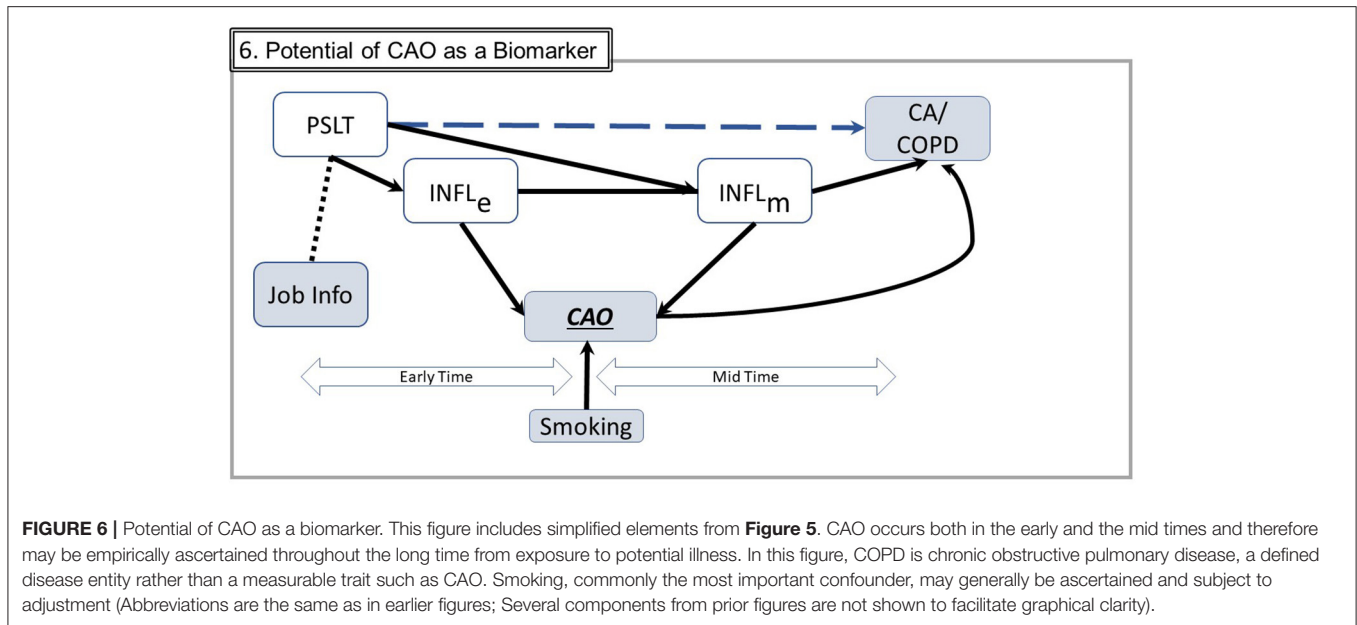 6. Potential of CAO as a Biomarker
PSLT
CA/
COPD
INFLe
INFLm
Job Info
CAO
Early Time
Mid Time
Smoking
FIGURE 6 | Potential of CAO as a biomarker. This figure includes simplified elements from Figure 5. CAO occurs both in the early and the mid times and therefore
may be empirically ascertained throughout the long time from exposure to potential illness. In this figure, COPD is chronic obstructive pulmonary disease, a defined
disease entity rather than a measurable trait such as CAO. Smoking, commonly the most important confounder, may generally be ascertained and subject to
adjustment (Abbreviations are the same as in earlier figures; Several components from prior figures are not shown to facilitate graphical clarity).